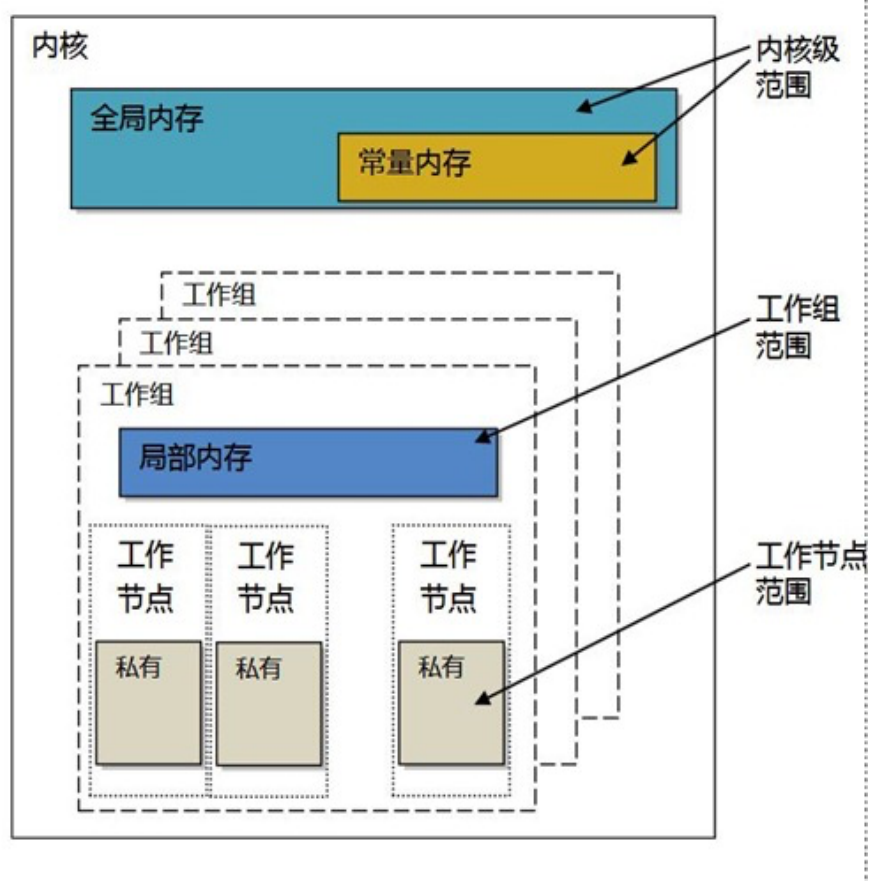 内核
内核级
范围
全局内存
常量内存
工作组
工作组
工作组
工作组
范围
局部内存
工作
节点
工作
节点
工作
节点
工作节点
范围
私有
私有
私有